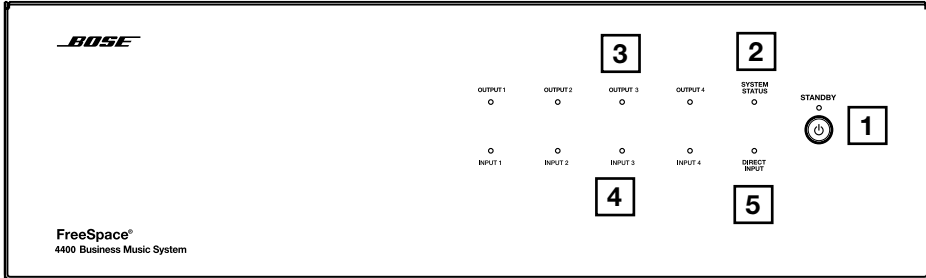 BOSE
3
2
OUTPUT 1 OUTPUT 2 OUTPUT 3 OUTPUT 4 SYSTEM
STATUS
STANDBY
1
INPUT 1 INPUT 2 INPUT 3 INPUT 4 DIRECT
INPUT
4
5
FreeSpace®
4400 Business Music System